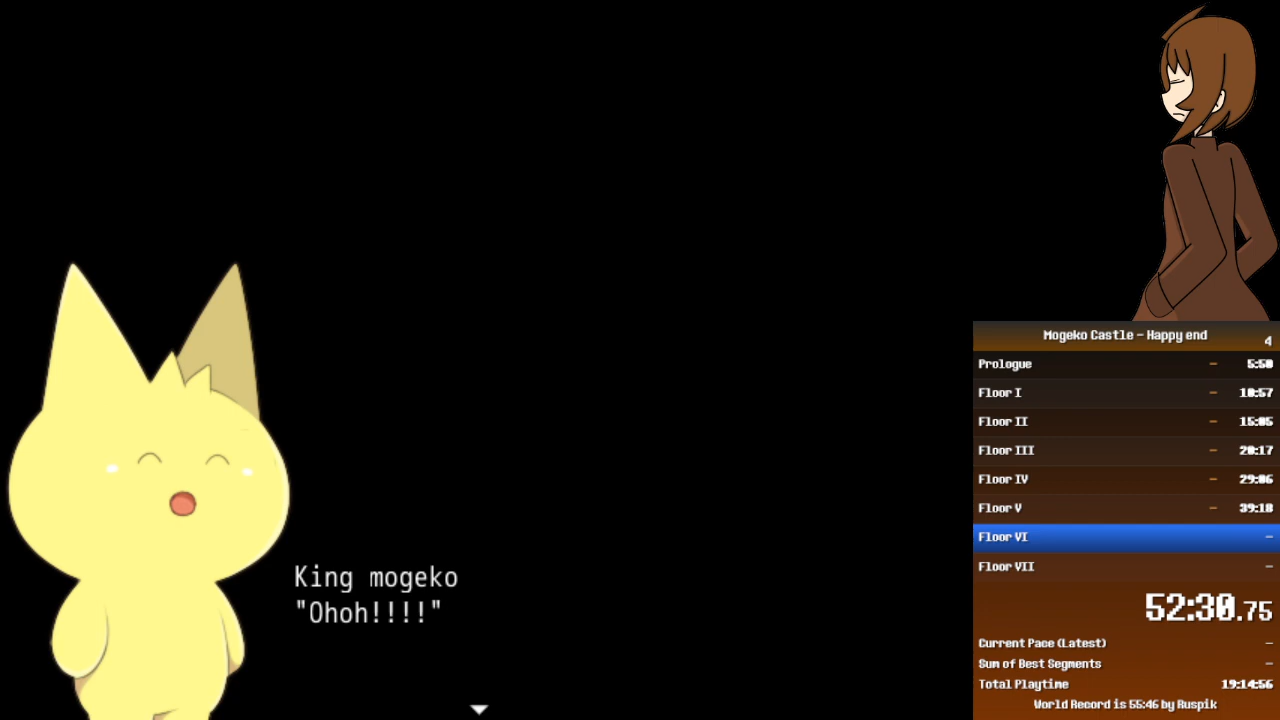 King mogeko
"Ohoh!!!!"
Mogeko Castle - Happy end
4
Prologue - 5:50
Floor I - 10:57
Floor II - 15:05
Floor III - 20:17
Floor IV - 29:06
Floor V - 39:18
Floor VI -
Floor VII -
52:30.75
Current Pace (Latest) -
Sum of Best Segments -
Total Playtime 19:14:56
World Record is 55:46 by Ruspik